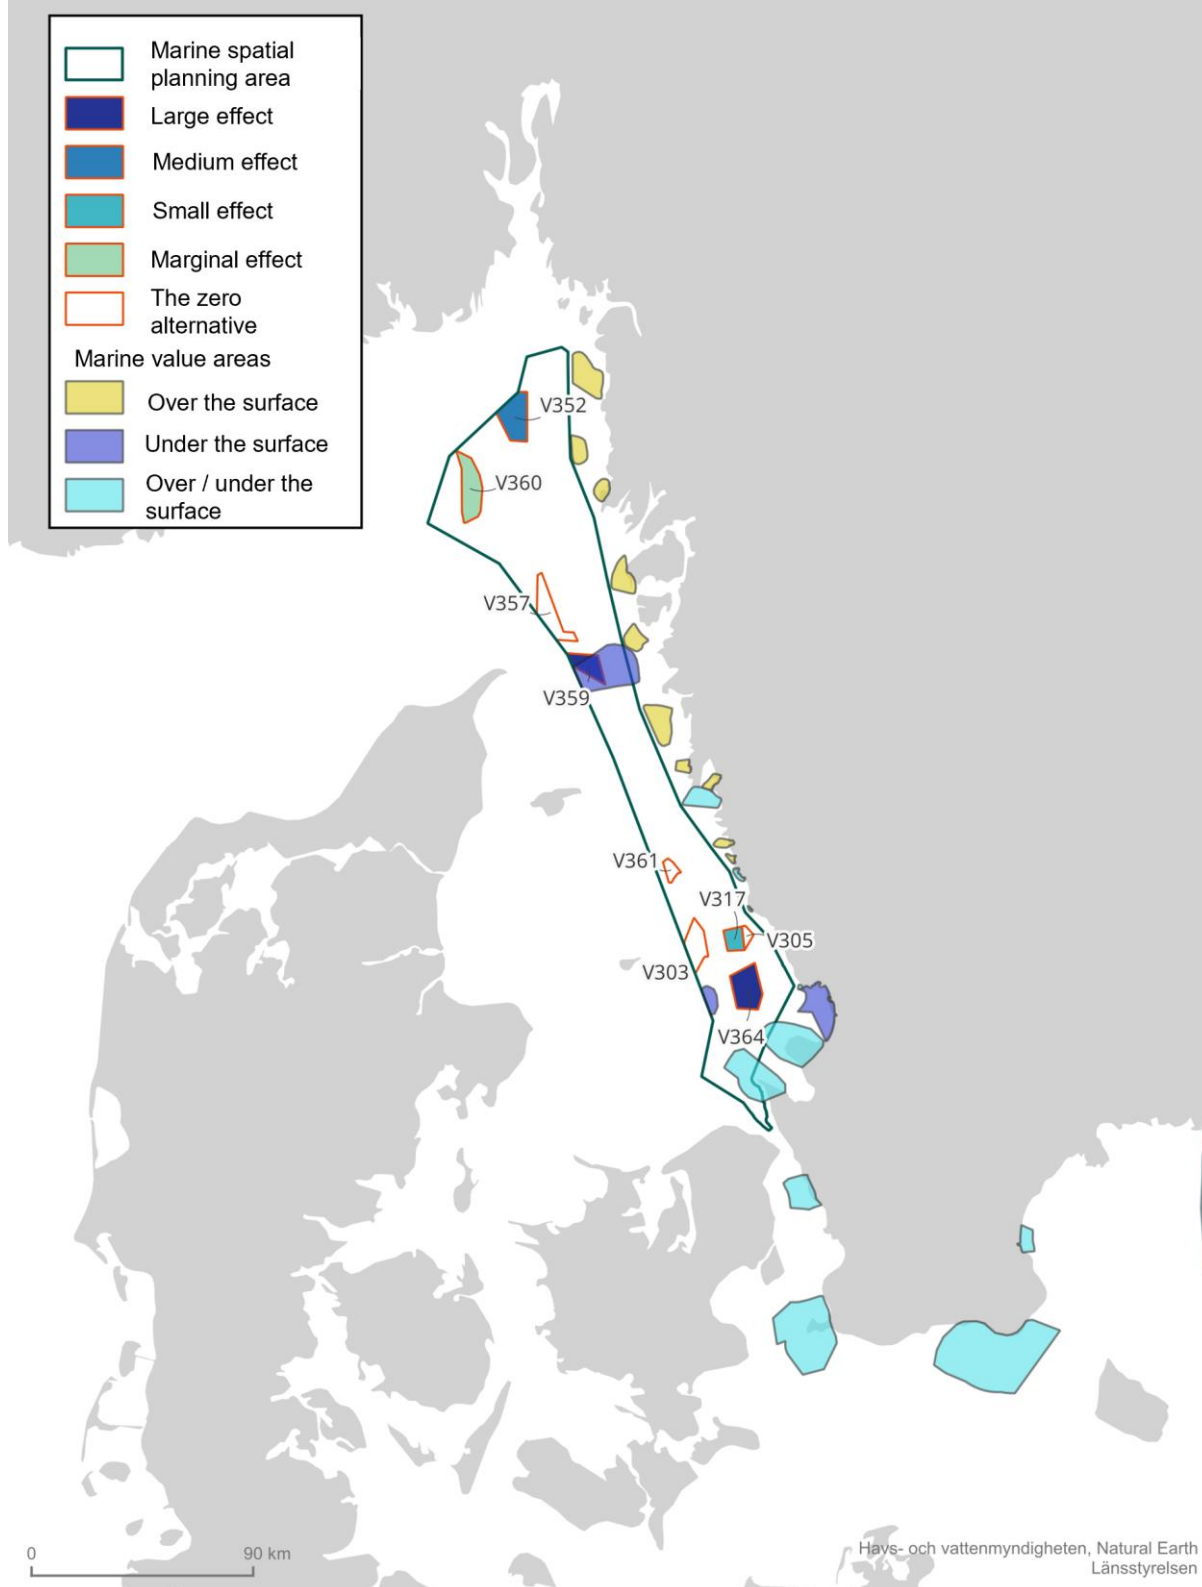 Marine spatial
planning area
Large effect
Medium effect
Small effect
Marginal effect
The zero
alternative
Marine value areas
Over the surface
Under the surface
Over / under the
surface
V352
V360
V357
V359
V361
V317
V305
V303
V364
0 90 km
Havs- och vattenmyndigheten, Natural Earth
Länsstyrelsen